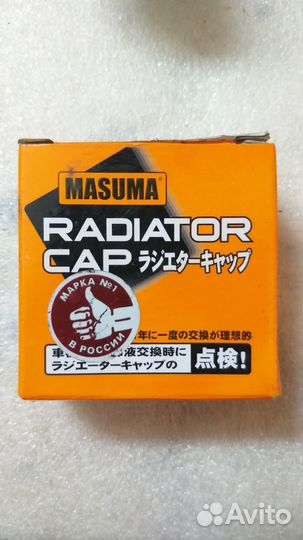 MASUMA
RADIATOR
CAP ラジエターキャップ
МАРКА №1
В РОССИИ
年に一度の交換が理想的
車 液交換時に
ラジエーターキャップの
点検!
Avito